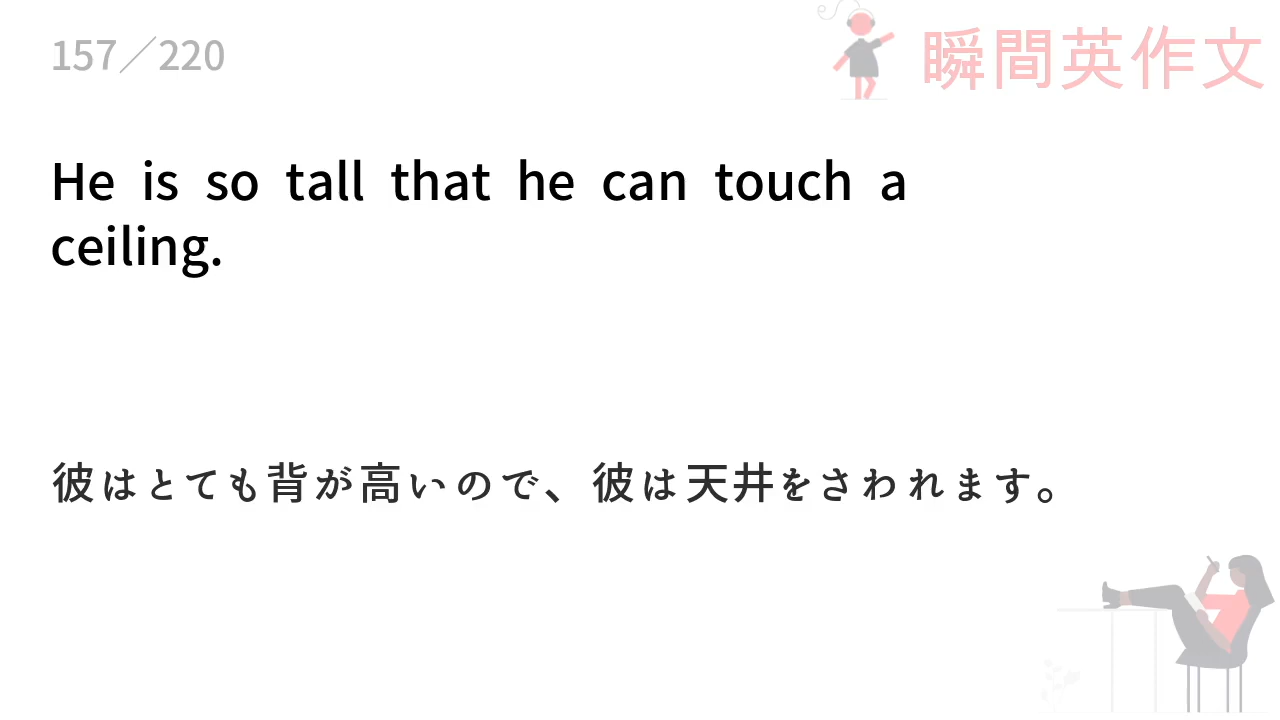 157／220
瞬間英作文
He is so tall that he can touch a
ceiling.
彼はとても背が高いので、彼は天井をさわれます。